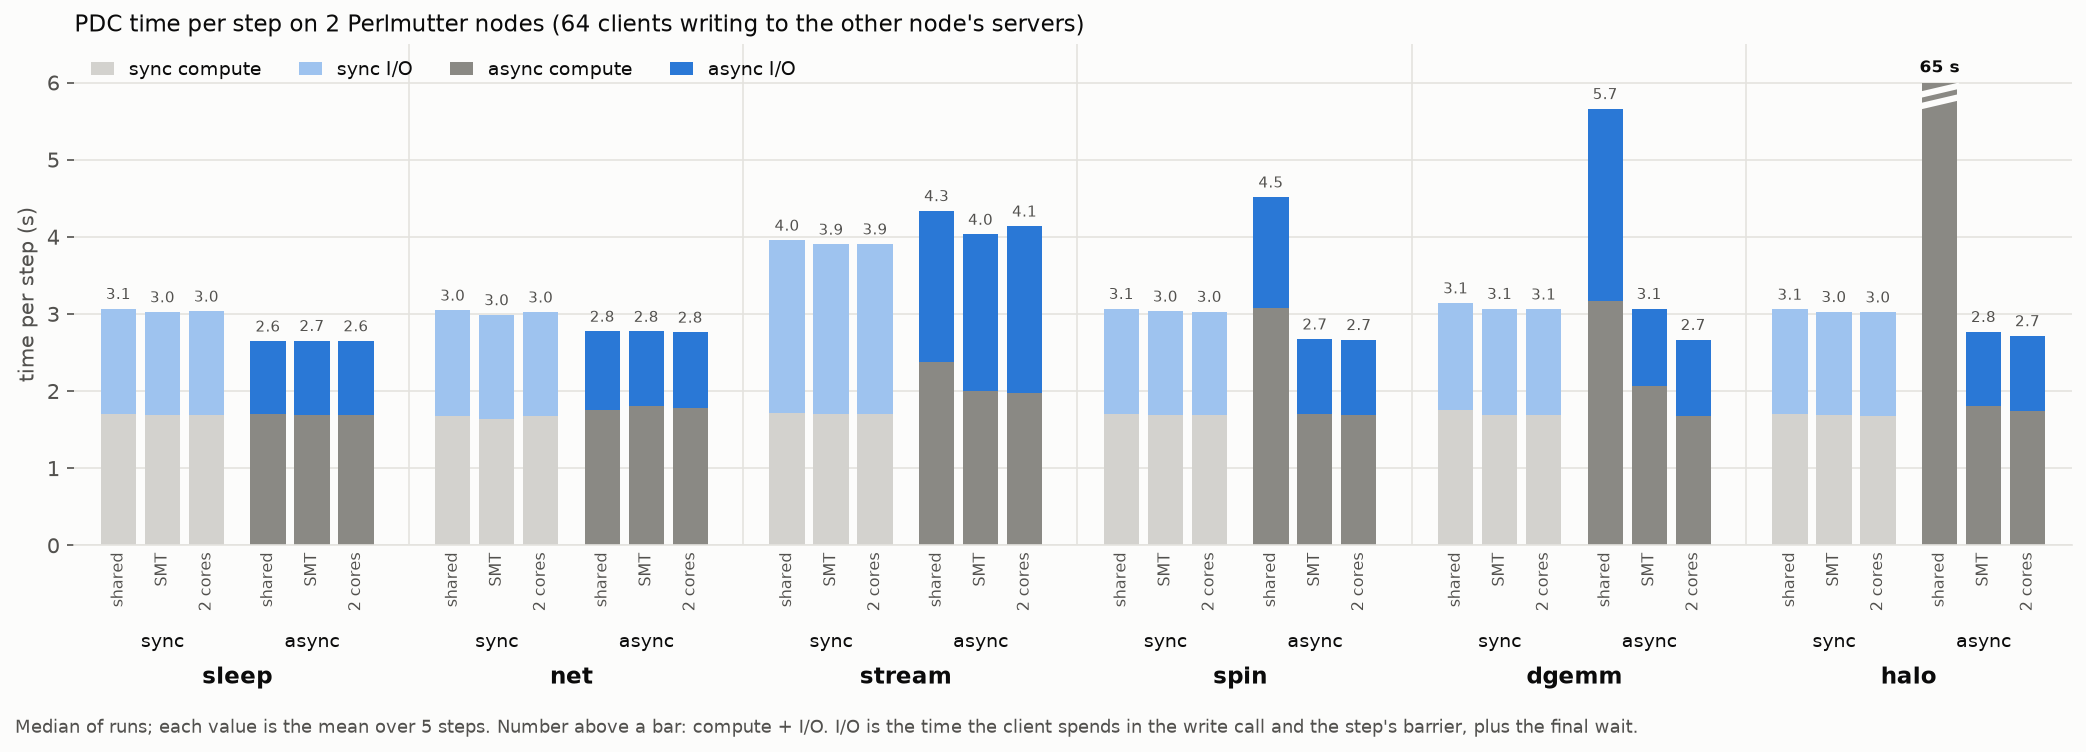 PDC time per step on 2 Perlmutter nodes (64 clients writing to the other node's servers)
sync compute sync I/O async compute async I/O
time per step (s)
6
5
4
3
2
1
0
3.1 3.0 3.0 2.6 2.7 2.6
3.0 3.0 3.0 2.8 2.8 2.8
4.0 3.9 3.9 4.3 4.0 4.1
3.1 3.0 3.0 4.5 2.7 2.7
3.1 3.1 3.1 5.7 3.1 2.7
3.1 3.0 3.0 65 s 2.8 2.7
shared SMT 2 cores shared SMT 2 cores shared SMT 2 cores shared SMT 2 cores shared SMT 2 cores shared SMT 2 cores shared SMT 2 cores shared SMT 2 cores shared SMT 2 cores shared SMT 2 cores shared SMT 2 cores shared SMT 2 cores
sync async sync async sync async sync async sync async sync async
sleep net stream spin dgemm halo
Median of runs; each value is the mean over 5 steps. Number above a bar: compute + I/O. I/O is the time the client spends in the write call and the step's barrier, plus the final wait.